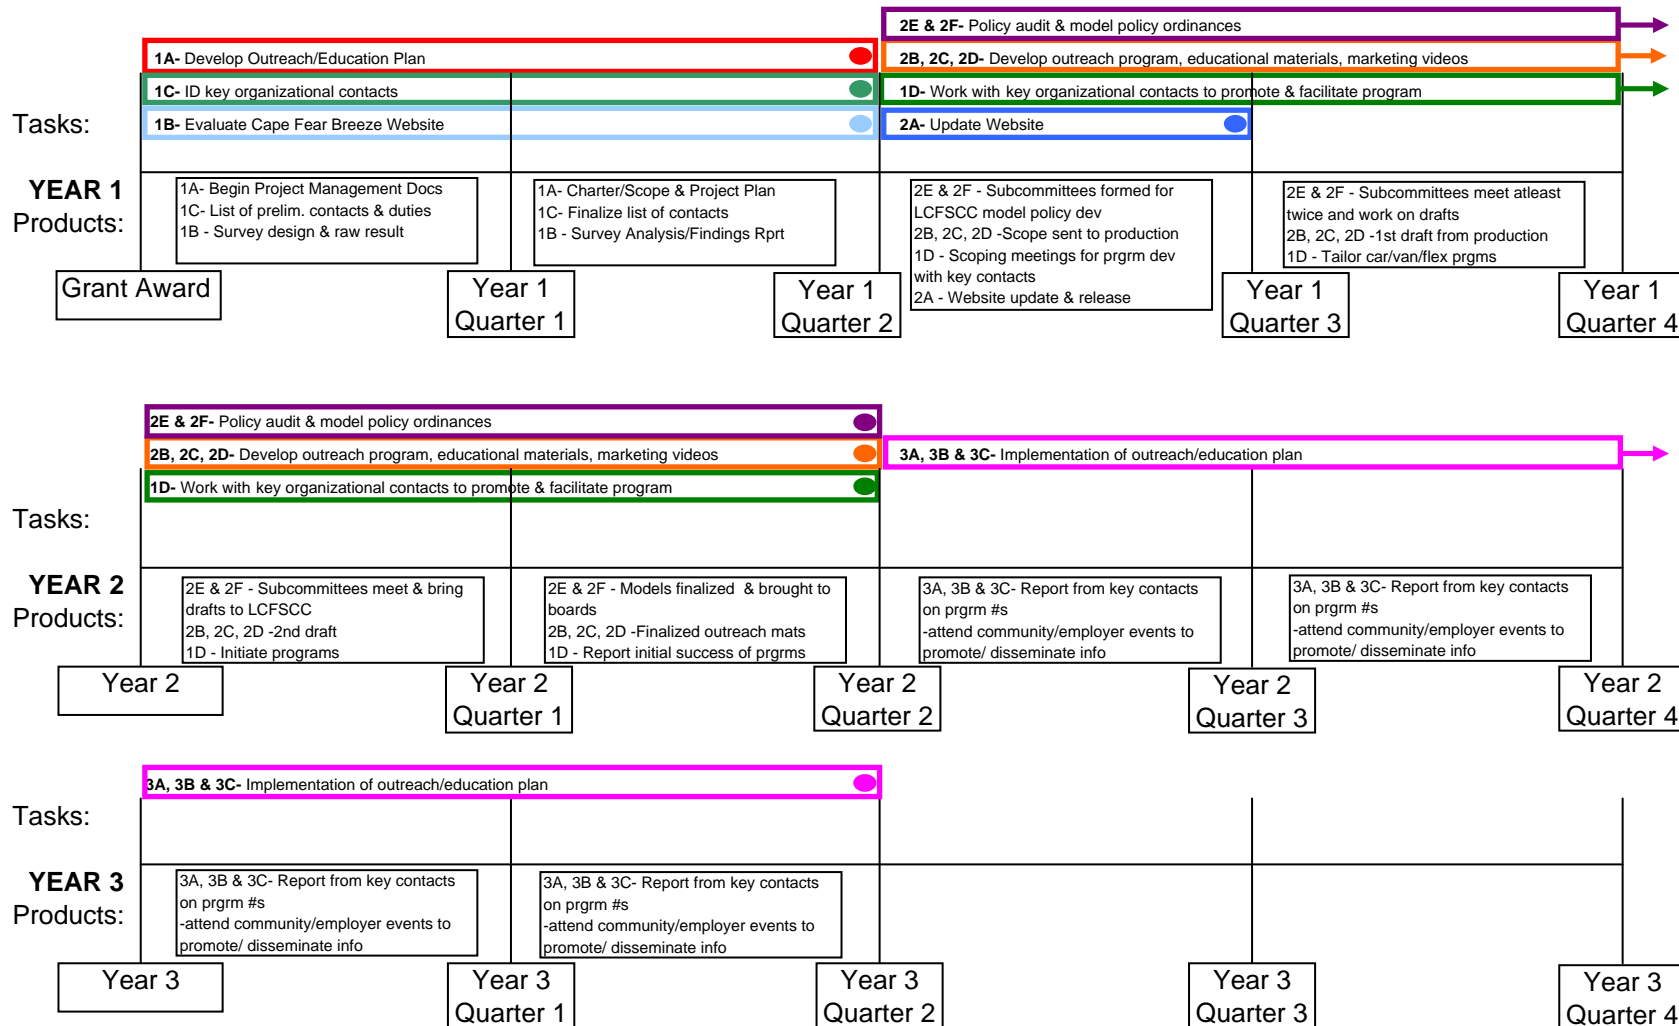 2E & 2F- Policy audit & model policy ordinances
1A- Develop Outreach/Education Plan
2B, 2C, 2D- Develop outreach program, educational materials, marketing videos
1C- ID key organizational contacts
1D- Work with key organizational contacts to promote & facilitate program
Tasks:
1B- Evaluate Cape Fear Breeze Website
2A- Update Website
YEAR 1
Products:
1A- Begin Project Management Docs
1C- List of prelim. contacts & duties
1B - Survey design & raw result
1A- Charter/Scope & Project Plan
1C- Finalize list of contacts
1B - Survey Analysis/Findings Rprt
2E & 2F - Subcommittees formed for
LCFSCC model policy dev
2B, 2C, 2D -Scope sent to production
1D - Scoping meetings for prgrm dev
with key contacts
2A - Website update & release
2E & 2F - Subcommittees meet atleast
twice and work on drafts
2B, 2C, 2D -1st draft from production
1D - Tailor car/van/flex prgms
Grant Award
Year 1
Quarter 1
Year 1
Quarter 2
Year 1
Quarter 3
Year 1
Quarter 4
2E & 2F- Policy audit & model policy ordinances
2B, 2C, 2D- Develop outreach program, educational materials, marketing videos
3A, 3B & 3C- Implementation of outreach/education plan
1D- Work with key organizational contacts to promote & facilitate program
Tasks:
YEAR 2
Products:
2E & 2F - Subcommittees meet & bring
drafts to LCFSCC
2B, 2C, 2D -2nd draft
1D - Initiate programs
2E & 2F - Models finalized & brought to
boards
2B, 2C, 2D -Finalized outreach mats
1D - Report initial success of prgrms
3A, 3B & 3C- Report from key contacts
on prgrm #s
-attend community/employer events to
promote/ disseminate info
3A, 3B & 3C- Report from key contacts
on prgrm #s
-attend community/employer events to
promote/ disseminate info
Year 2
Year 2
Quarter 1
Year 2
Quarter 2
Year 2
Quarter 3
Year 2
Quarter 4
3A, 3B & 3C- Implementation of outreach/education plan
Tasks:
YEAR 3
Products:
3A, 3B & 3C- Report from key contacts
on prgrm #s
-attend community/employer events to
promote/ disseminate info
3A, 3B & 3C- Report from key contacts
on prgrm #s
-attend community/employer events to
promote/ disseminate info
Year 3
Year 3
Quarter 1
Year 3
Quarter 2
Year 3
Quarter 3
Year 3
Quarter 4